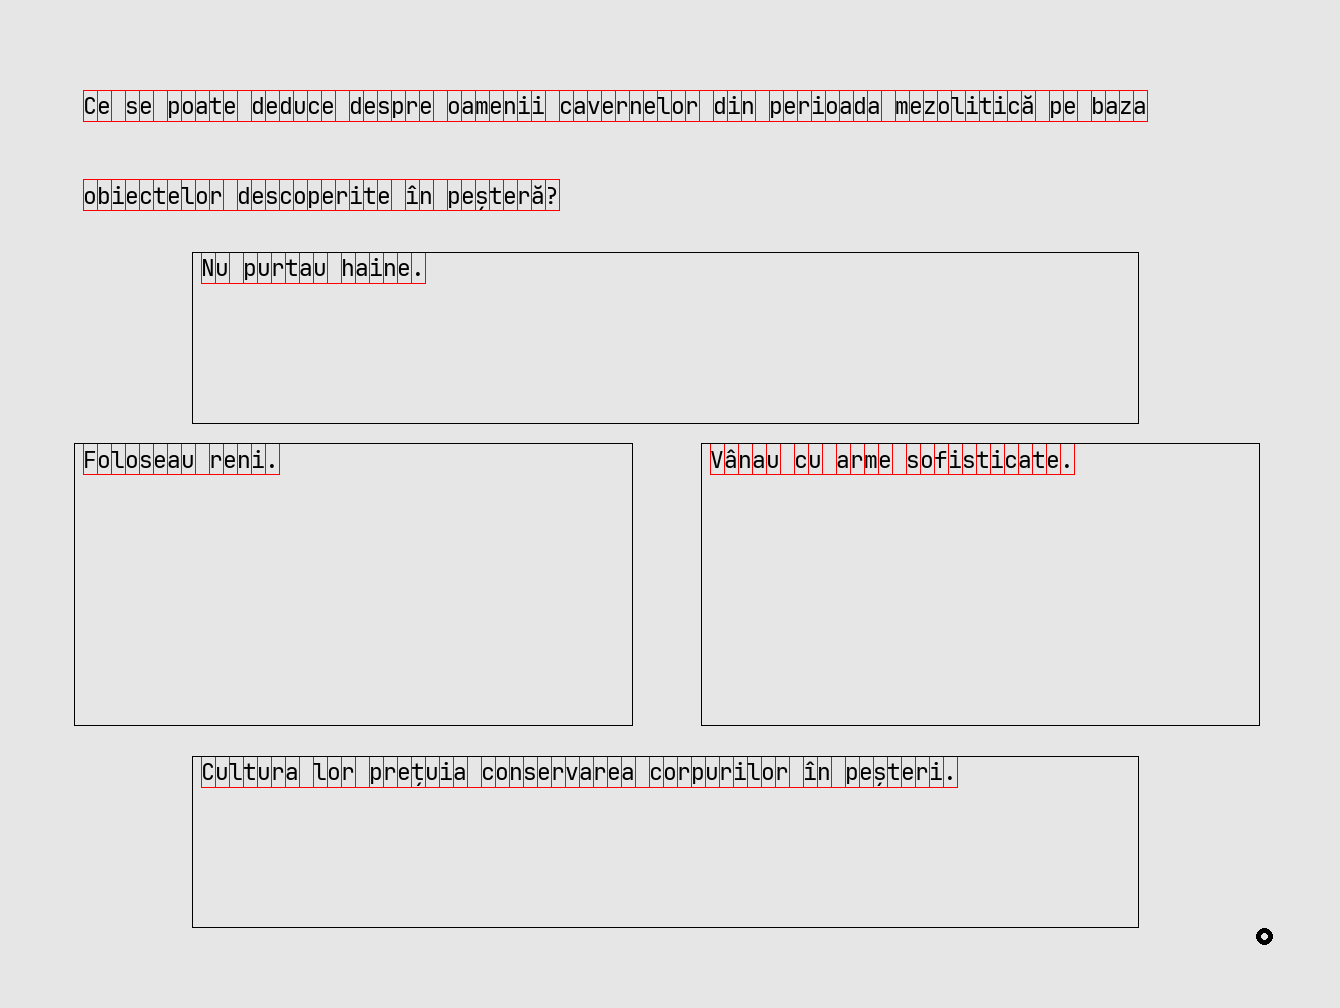 Ce se poate deduce despre oamenii cavernelor din perioada mezolitică pe baza
obiectelor descoperite în peșteră?
Nu purtau haine.
Foloseau reni.
Vânau cu arme sofisticate.
Cultura lor prețuia conservarea corpurilor în peșteri.